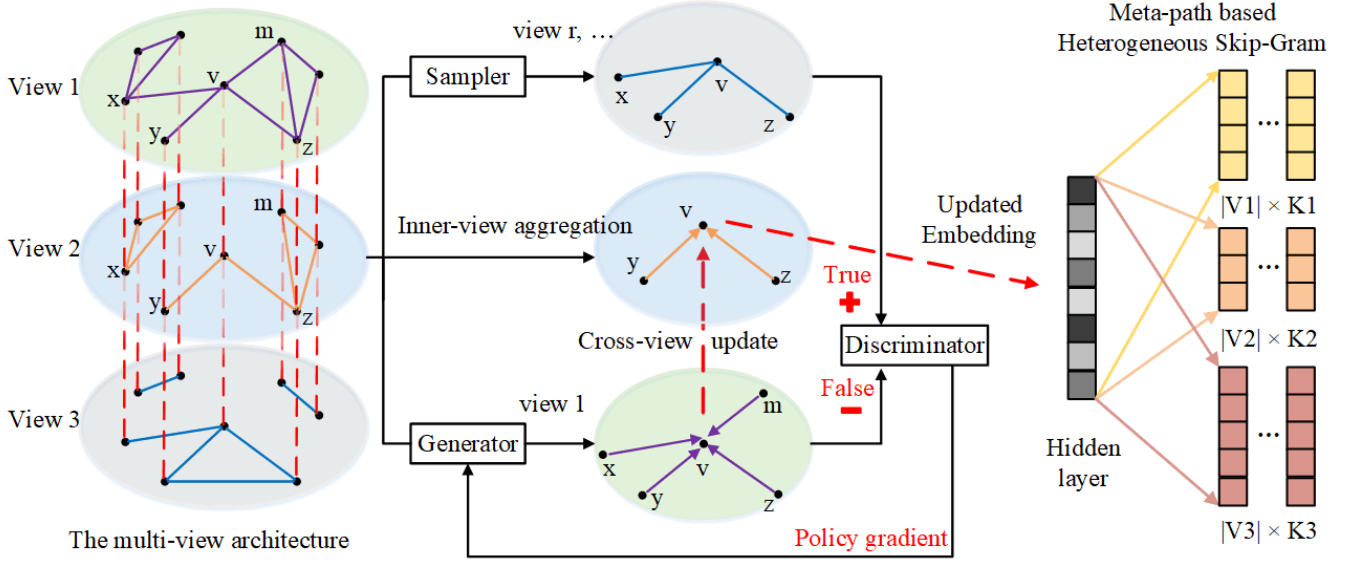 View 1
m
v
x
y
z
View 2
m
v
x
y
z
View 3
The multi-view architecture
Sampler
view r, ...
x
v
y
z
Inner-view aggregation
v
y
z
Cross-view update
Generator
view 1
m
x
v
y
z
True
+
Discriminator
False
−
Policy gradient
Updated
Embedding
Hidden
layer
Meta-path based
Heterogeneous Skip-Gram
...
|V1| × K1
...
|V2| × K2
...
|V3| × K3